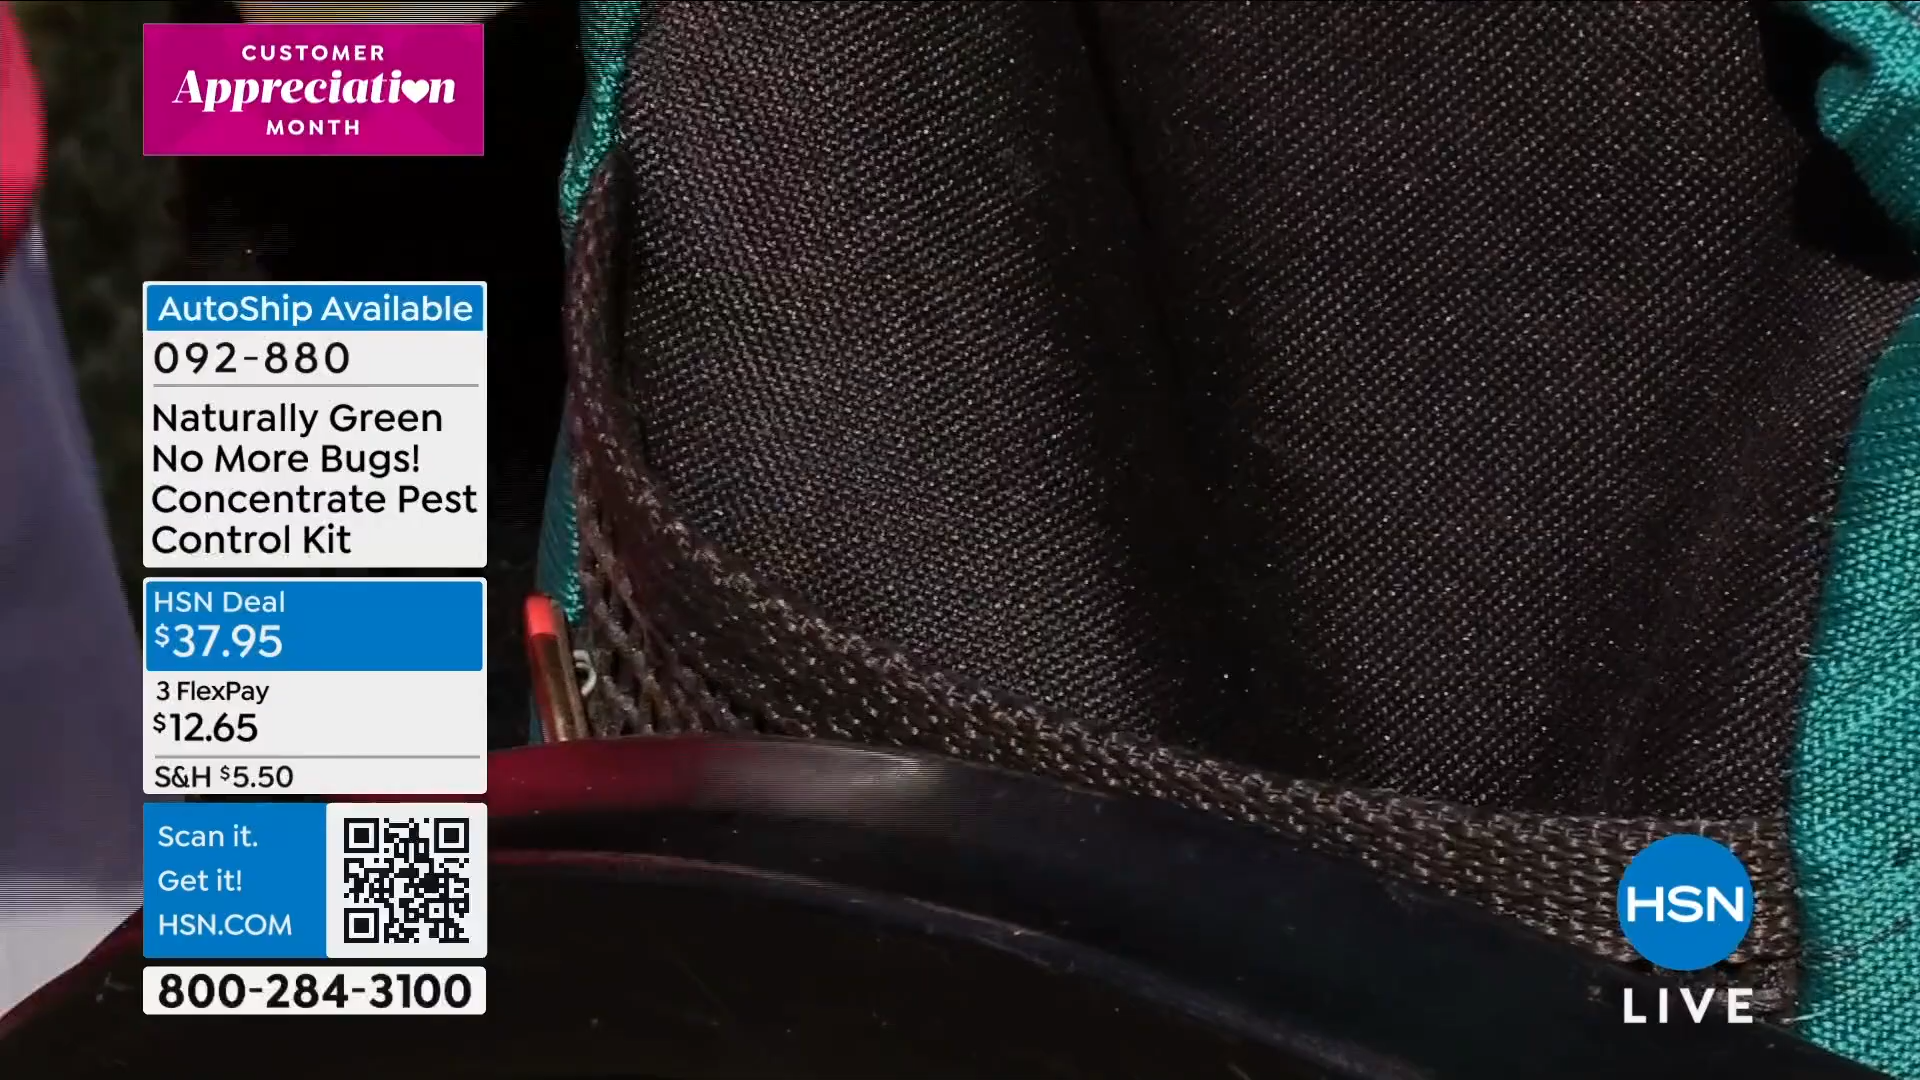 CUSTOMER
Appreciation
MONTH
AutoShip Available
092-880
Naturally Green
No More Bugs!
Concentrate Pest
Control Kit
HSN Deal
$37.95
3 FlexPay
$12.65
S&H $5.50
Scan it.
Get it!
HSN.COM
800-284-3100
HSN
LIVE